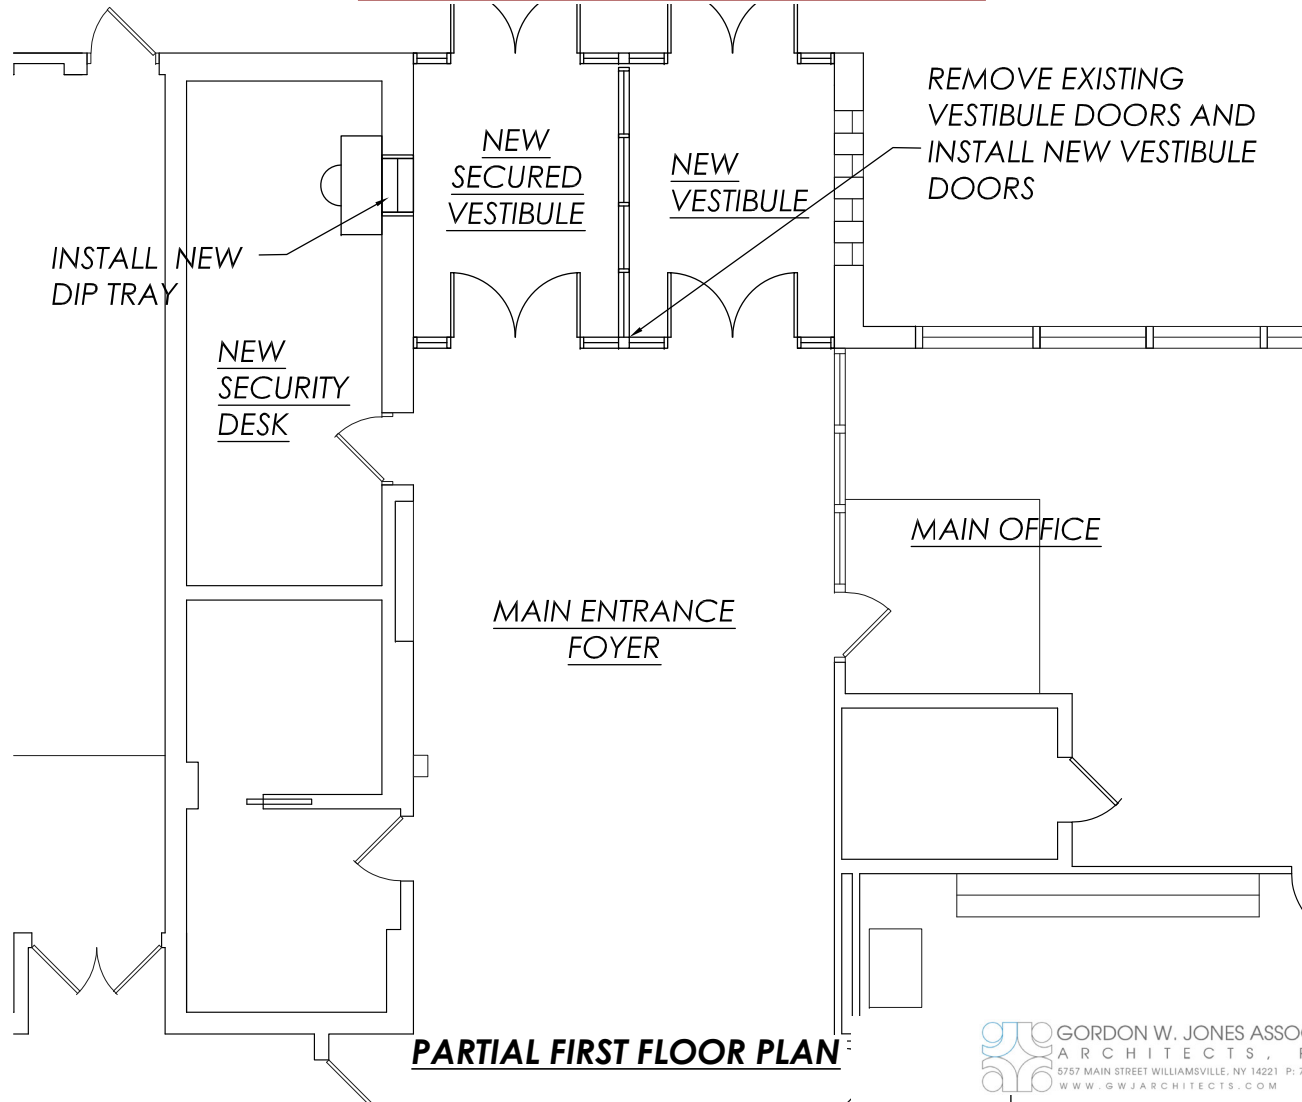 REMOVE EXISTING
VESTIBULE DOORS AND
INSTALL NEW VESTIBULE
DOORS
NEW
SECURED
VESTIBULE
NEW
VESTIBULE
INSTALL NEW
DIP TRAY
NEW
SECURITY
DESK
MAIN OFFICE
MAIN ENTRANCE
FOYER
PARTIAL FIRST FLOOR PLAN
GORDON W. JONES
ARCHITECTS,
5757 MAIN STREET WILLIAMSVILLE, NY 14221 P:
WWW.GWJARCHITECTS.COM